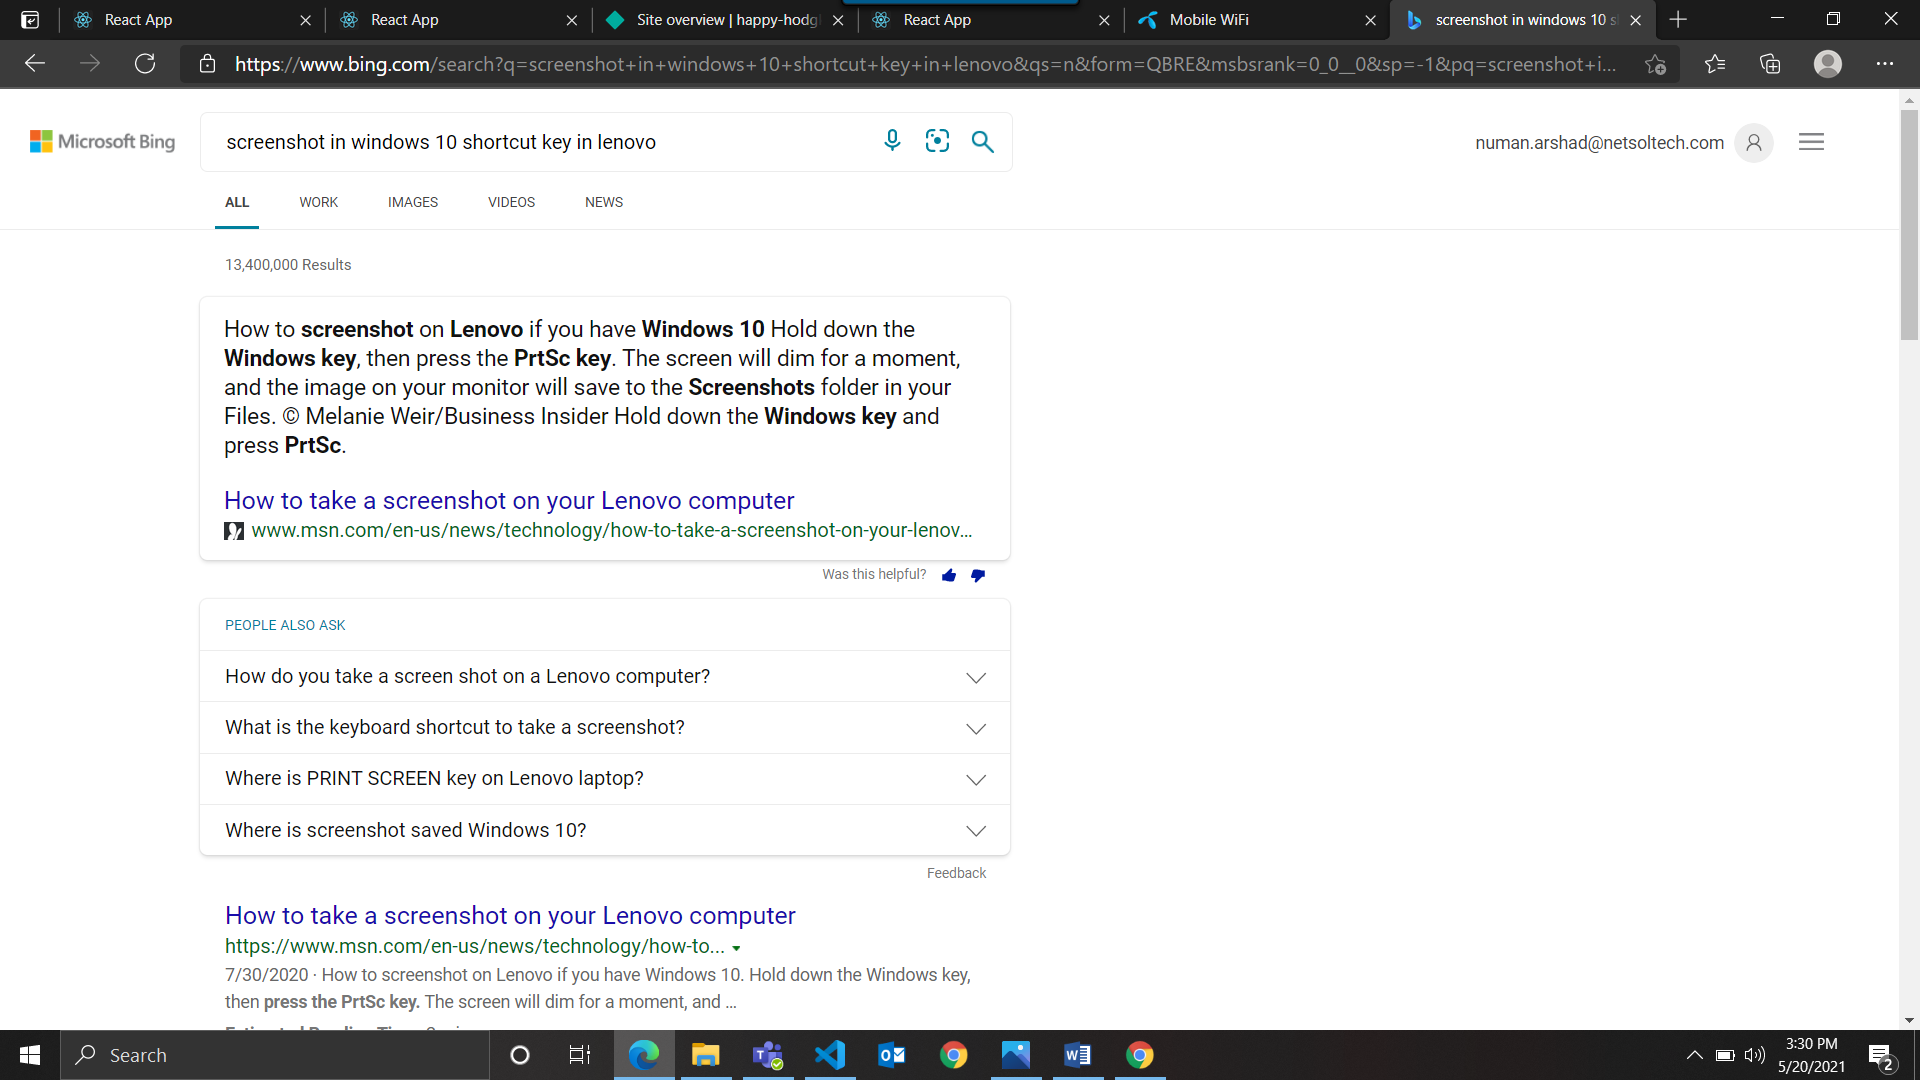 React App
React App
Site overview | happy-hodg
React App
Mobile WiFi
screenshot in windows 10 s
https://www.bing.com/search?q=screenshot+in+windows+10+shortcut+key+in+lenovo&qs=n&form=QBRE&msbsrank=0_0__0&sp=-1&pq=screenshot+i...
Microsoft Bing
screenshot in windows 10 shortcut key in lenovo
numan.arshad@netsoltech.com
ALL
WORK
IMAGES
VIDEOS
NEWS
13,400,000 Results
How to screenshot on Lenovo if you have Windows 10 Hold down the
Windows key, then press the PrtSc key. The screen will dim for a moment,
and the image on your monitor will save to the Screenshots folder in your
Files. © Melanie Weir/Business Insider Hold down the Windows key and
press PrtSc.
How to take a screenshot on your Lenovo computer
www.msn.com/en-us/news/technology/how-to-take-a-screenshot-on-your-lenov...
Was this helpful?
PEOPLE ALSO ASK
How do you take a screen shot on a Lenovo computer?
What is the keyboard shortcut to take a screenshot?
Where is PRINT SCREEN key on Lenovo laptop?
Where is screenshot saved Windows 10?
Feedback
How to take a screenshot on your Lenovo computer
https://www.msn.com/en-us/news/technology/how-to...
7/30/2020 · How to screenshot on Lenovo if you have Windows 10. Hold down the Windows key,
then press the PrtSc key. The screen will dim for a moment, and ...
Search
3:30 PM
5/20/2021
2